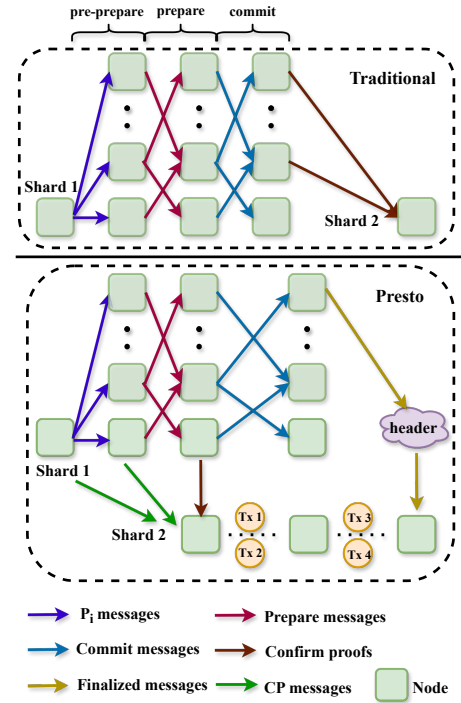 pre-prepare prepare commit
Traditional
Shard 1
Shard 2
Presto
header
Shard 1
Shard 2
Tx 1
Tx 2
Tx 3
Tx 4
Pi messages
Prepare messages
Commit messages
Confirm proofs
Finalized messages
CP messages
Node